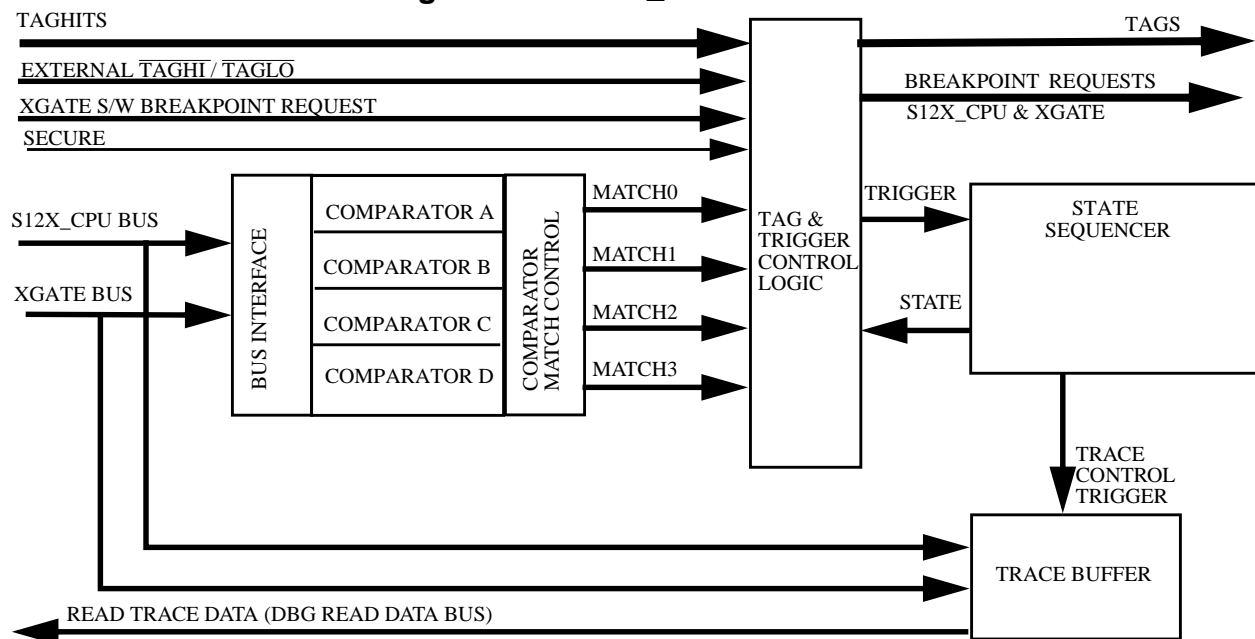 TAGHITS
TAGS
EXTERNAL TAGHI / TAGLO
BREAKPOINT REQUESTS
XGATE S/W BREAKPOINT REQUEST
S12X_CPU & XGATE
SECURE
S12X_CPU BUS
XGATE BUS
BUS INTERFACE
COMPARATOR A
COMPARATOR B
COMPARATOR C
COMPARATOR D
COMPARATOR
MATCH CONTROL
MATCH0
MATCH1
MATCH2
MATCH3
TAG &
TRIGGER
CONTROL
LOGIC
TRIGGER
STATE
STATE
SEQUENCER
TRACE
CONTROL
TRIGGER
TRACE BUFFER
READ TRACE DATA (DBG READ DATA BUS)